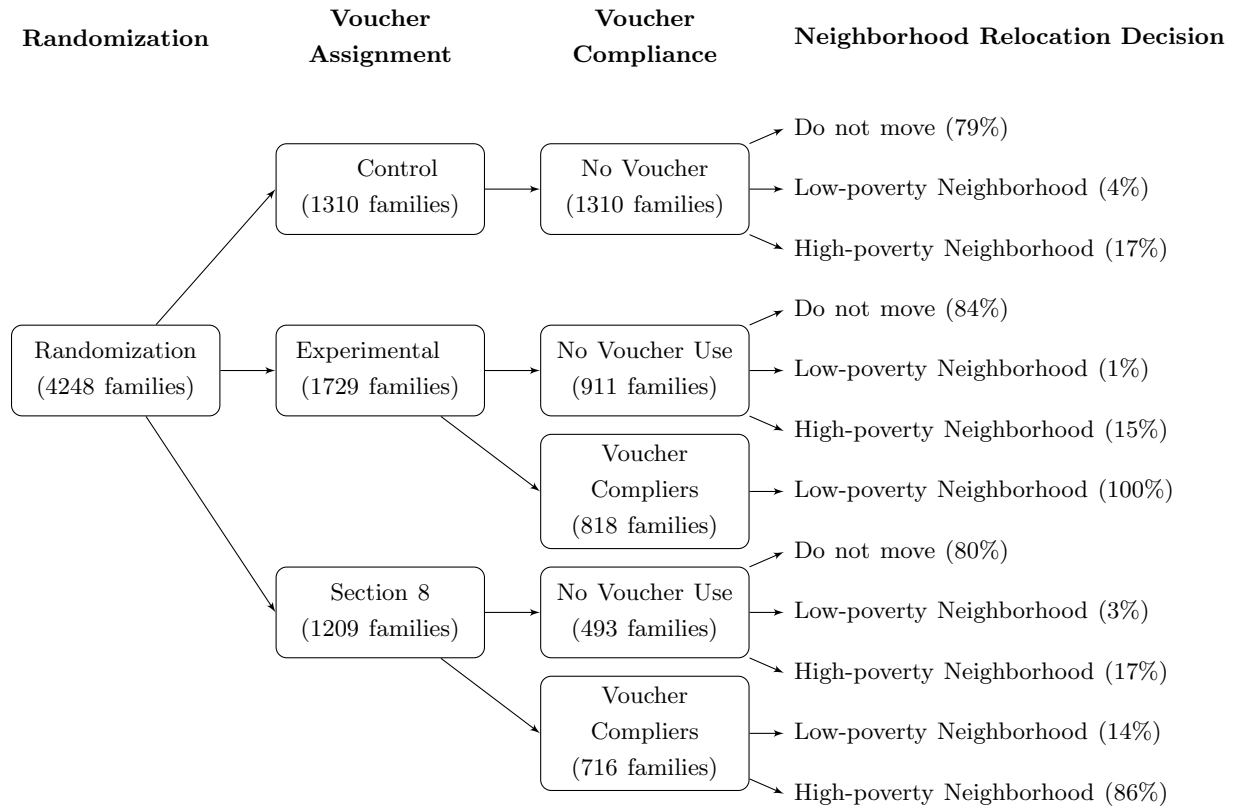 Randomization
Voucher
Assignment
Voucher
Compliance
Neighborhood Relocation Decision
Control
(1310 families)
No Voucher
(1310 families)
Do not move (79%)
Low-poverty Neighborhood (4%)
High-poverty Neighborhood (17%)
Randomization
(4248 families)
Experimental
(1729 families)
No Voucher Use
(911 families)
Do not move (84%)
Low-poverty Neighborhood (1%)
High-poverty Neighborhood (15%)
Voucher
Compliers
(818 families)
Low-poverty Neighborhood (100%)
Section 8
(1209 families)
No Voucher Use
(493 families)
Do not move (80%)
Low-poverty Neighborhood (3%)
High-poverty Neighborhood (17%)
Voucher
Compliers
(716 families)
Low-poverty Neighborhood (14%)
High-poverty Neighborhood (86%)